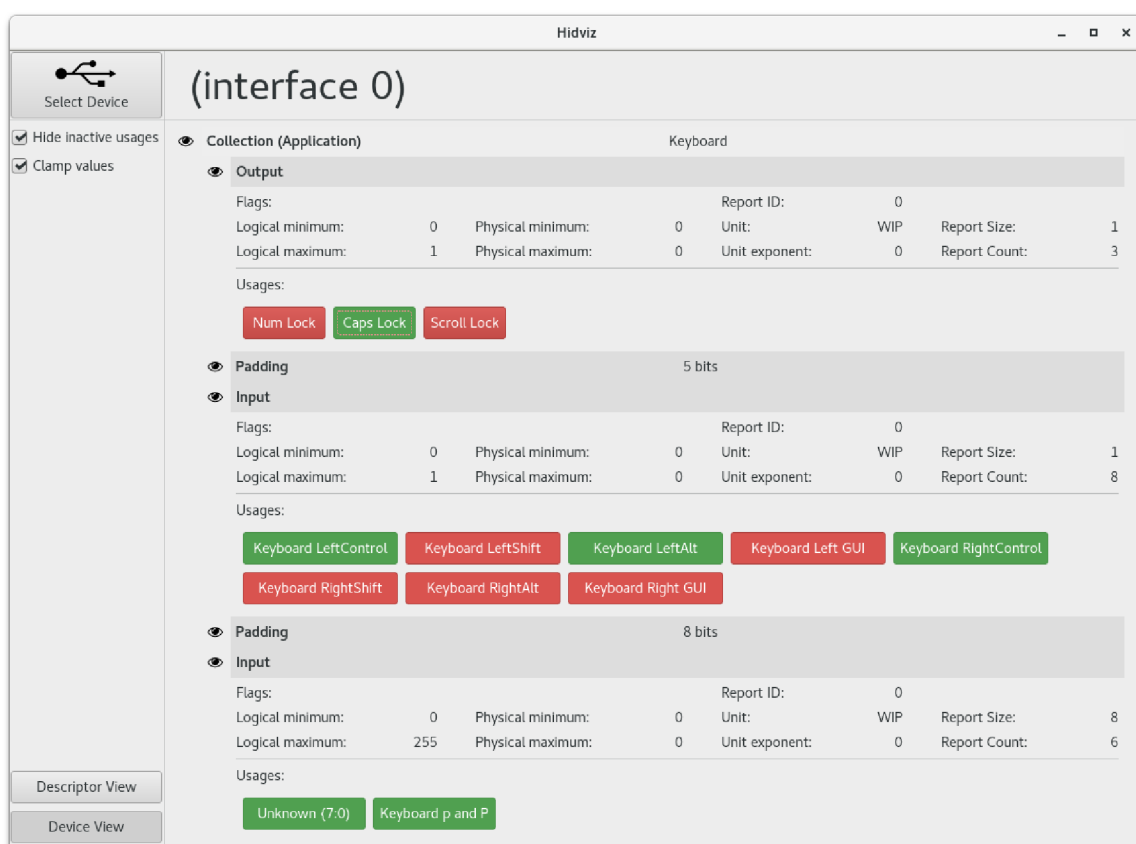 Hidviz
Select Device
(interface 0)
Hide inactive usages
Clamp values
Collection (Application) Keyboard
Output
Flags: Report ID: 0
Logical minimum: 0 Physical minimum: 0 Unit: WIP Report Size: 1
Logical maximum: 1 Physical maximum: 0 Unit exponent: 0 Report Count: 3
Usages:
Num Lock Caps Lock Scroll Lock
Padding 5 bits
Input
Flags: Report ID: 0
Logical minimum: 0 Physical minimum: 0 Unit: WIP Report Size: 1
Logical maximum: 1 Physical maximum: 0 Unit exponent: 0 Report Count: 8
Usages:
Keyboard LeftControl Keyboard LeftShift Keyboard LeftAlt Keyboard Left GUI Keyboard RightControl
Keyboard RightShift Keyboard RightAlt Keyboard Right GUI
Padding 8 bits
Input
Flags: Report ID: 0
Logical minimum: 0 Physical minimum: 0 Unit: WIP Report Size: 8
Logical maximum: 255 Physical maximum: 0 Unit exponent: 0 Report Count: 6
Usages:
Unknown (7:0) Keyboard p and P
Descriptor View
Device View